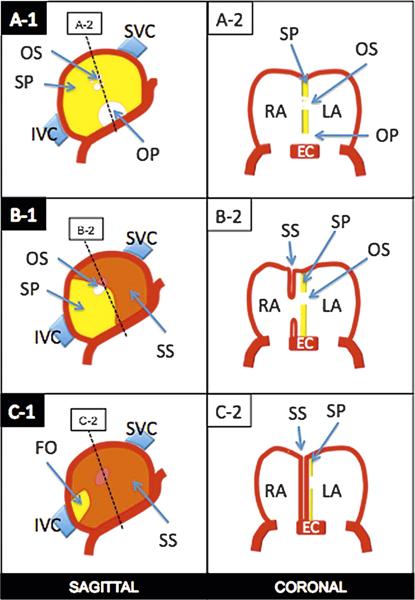 A-1
A-2
SVC
OS
SP
IVC
OP
A-2
SP
OS
RA
LA
OP
EC
B-1
B-2
SVC
OS
SP
IVC
SS
B-2
SS
SP
OS
RA
LA
EC
C-1
C-2
SVC
FO
IVC
SS
C-2
SS
SP
RA
LA
EC
SAGITTAL
CORONAL